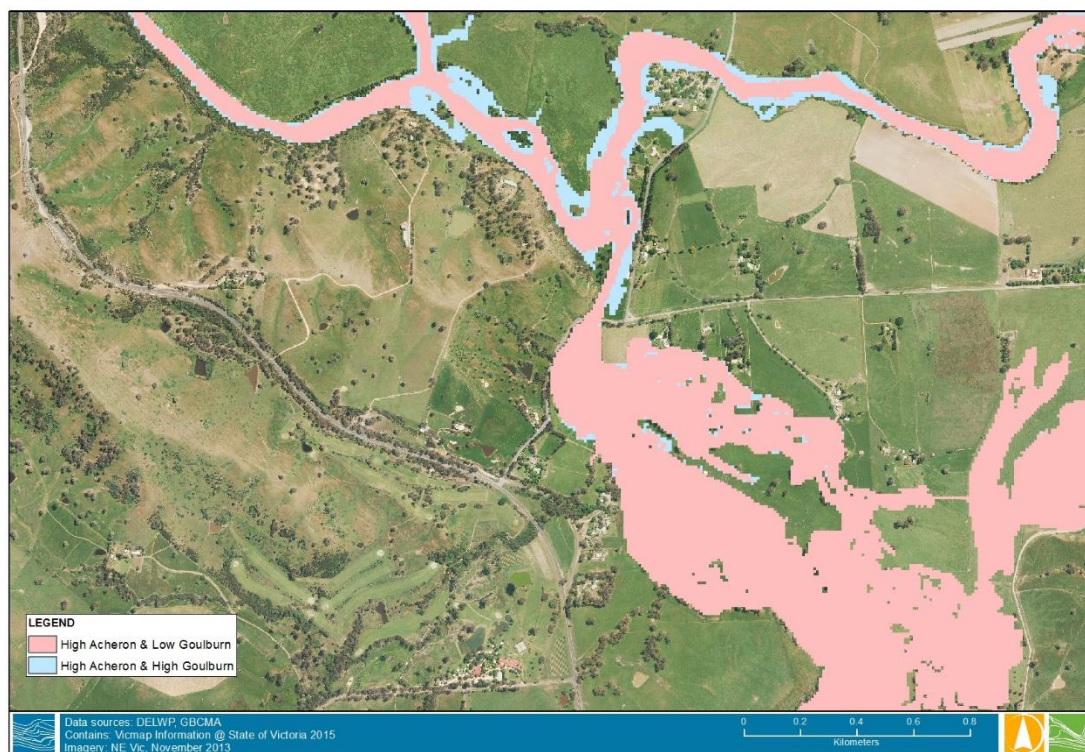 LEGEND
High Acheron & Low Goulburn
High Acheron & High Goulburn
Data sources: DELWP, GBCMA
Contains: Vicmap Information @ State of Victoria 2015
Imagery: NE Vic, November 2013
0 0.2 0.4 0.6 0.8
Kilometers